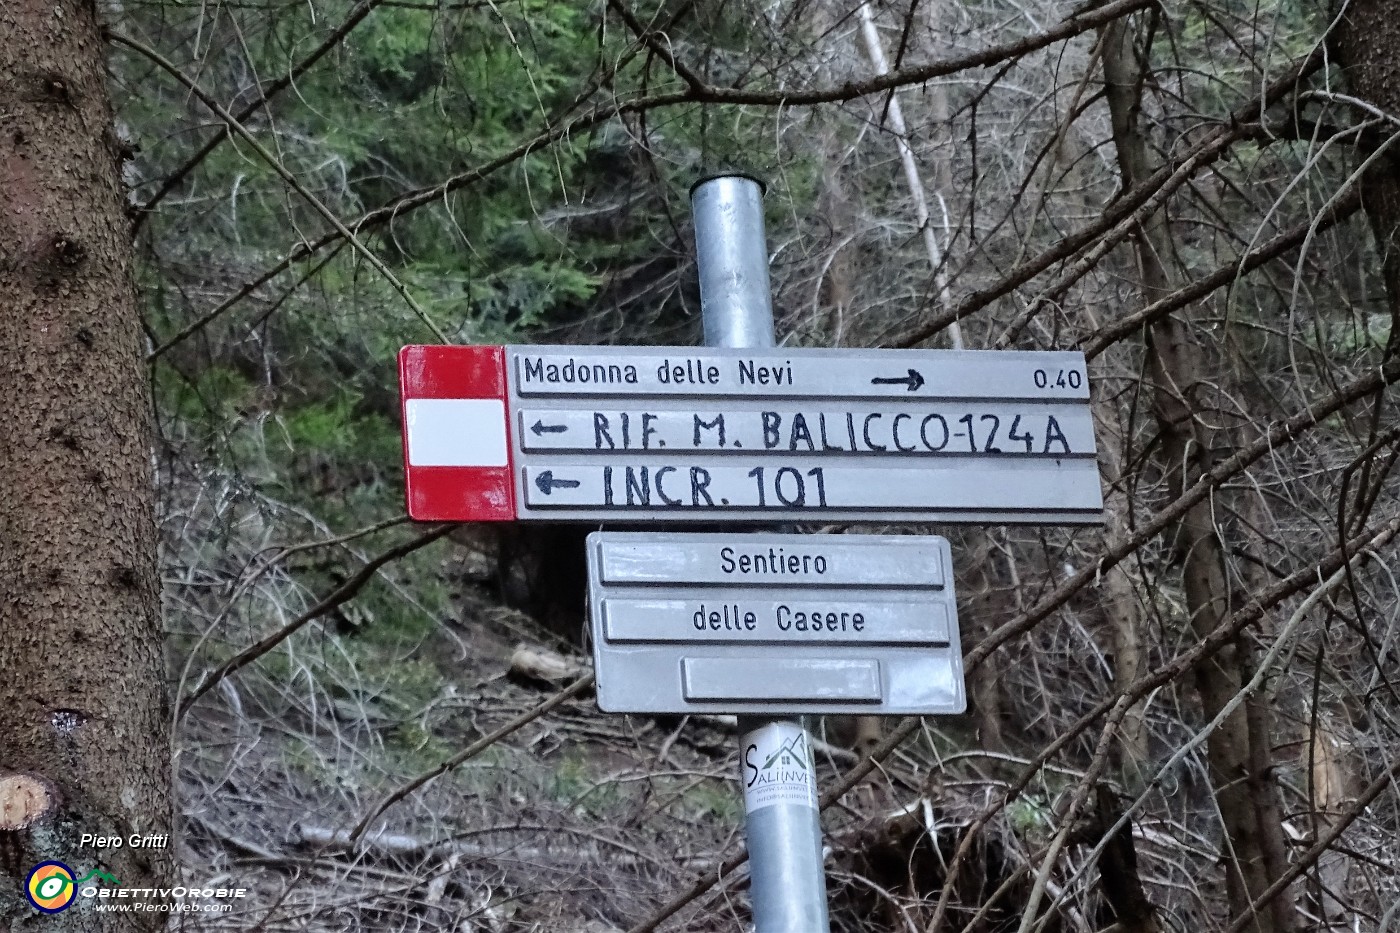 Madonna delle Nevi → 0.40
← RIF. M. BALICCO-124A
← INCR. 101
Sentiero
delle Casere
SALIINVE
Piero Gritti
OBIETTIVOROBIE
www.PieroWeb.com